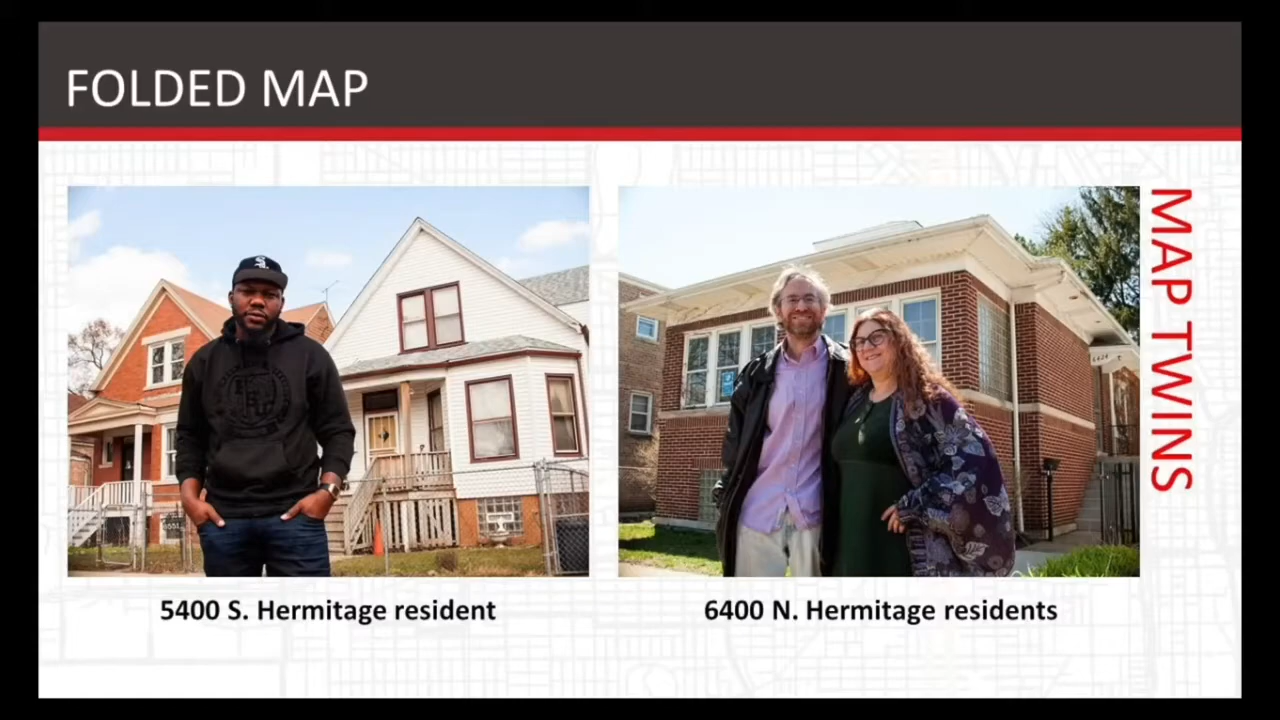 FOLDED MAP
MAP TWINS
5400 S. Hermitage resident
6400 N. Hermitage residents